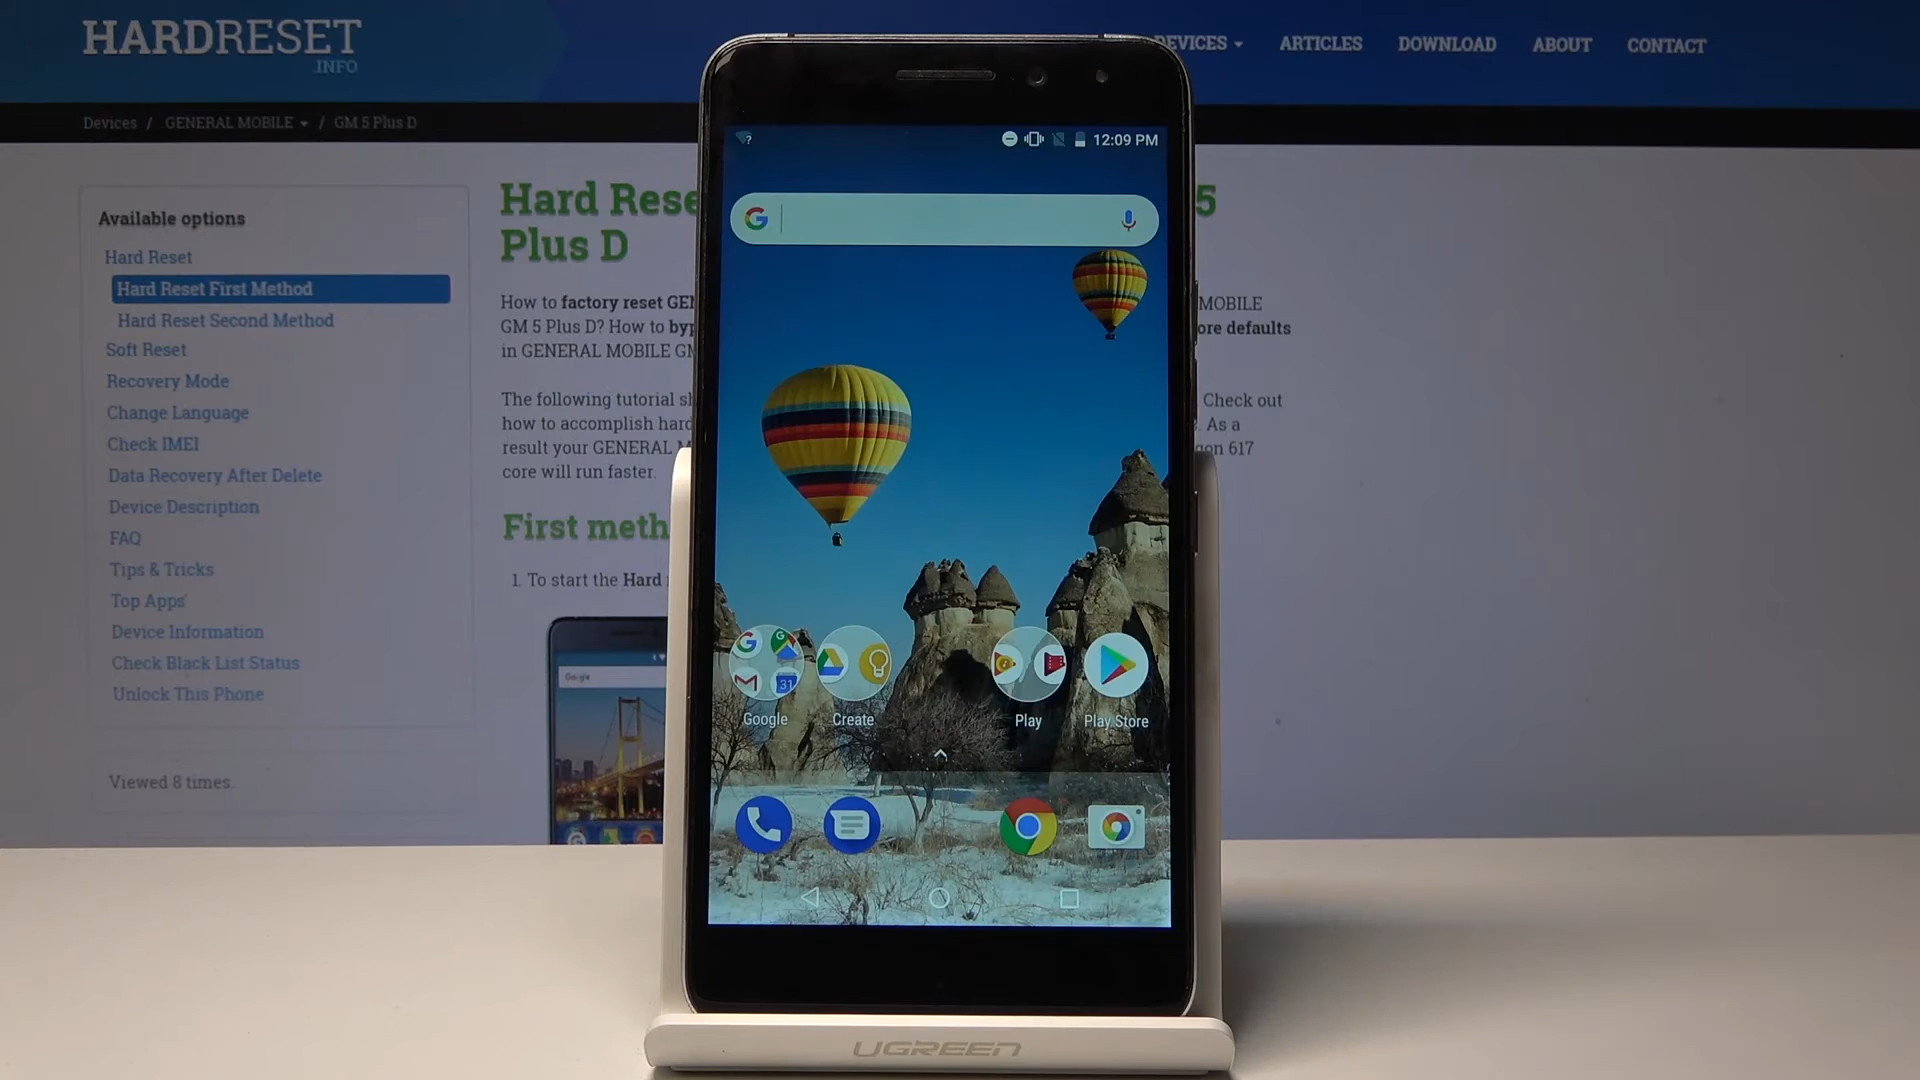 HARDRESET
.INFO
DEVICES
ARTICLES
DOWNLOAD
ABOUT
CONTACT
Devices / GENERAL MOBILE / GM 5 Plus D
Available options
Hard Reset
Hard Reset First Method
Hard Reset Second Method
Soft Reset
Recovery Mode
Change Language
Check IMEI
Data Recovery After Delete
Device Description
FAQ
Tips & Tricks
Top Apps
Device Information
Check Black List Status
Unlock This Phone
Viewed 8 times.
Hard Rese 5
Plus D
How to factory reset GE MOBILE
GM 5 Plus D? How to byp ore defaults
in GENERAL MOBILE GM
The following tutorial s Check out
how to accomplish hard . As a
result your GENERAL M gon 617
core will run faster.
First meth
1. To start the Hard
Google
12:09 PM
G
31
Google
Create
Play
Play Store
UGREEN